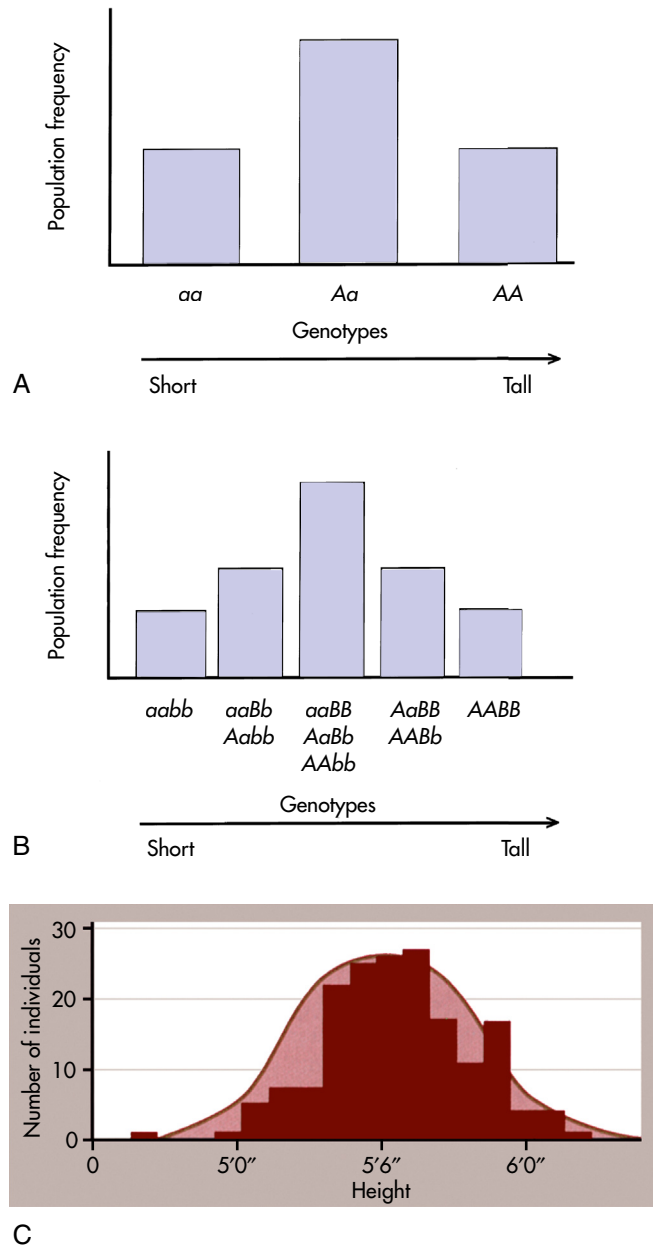 Population frequency
aa Aa AA
Genotypes
Short Tall
A
Population frequency
aabb aaBb aaBB AaBB AABB
Aabb AaBb AABb
AAbb
Genotypes
Short Tall
B
Number of individuals
30
20
10
0
0 5′0″ 5′6″ 6′0″
Height
C